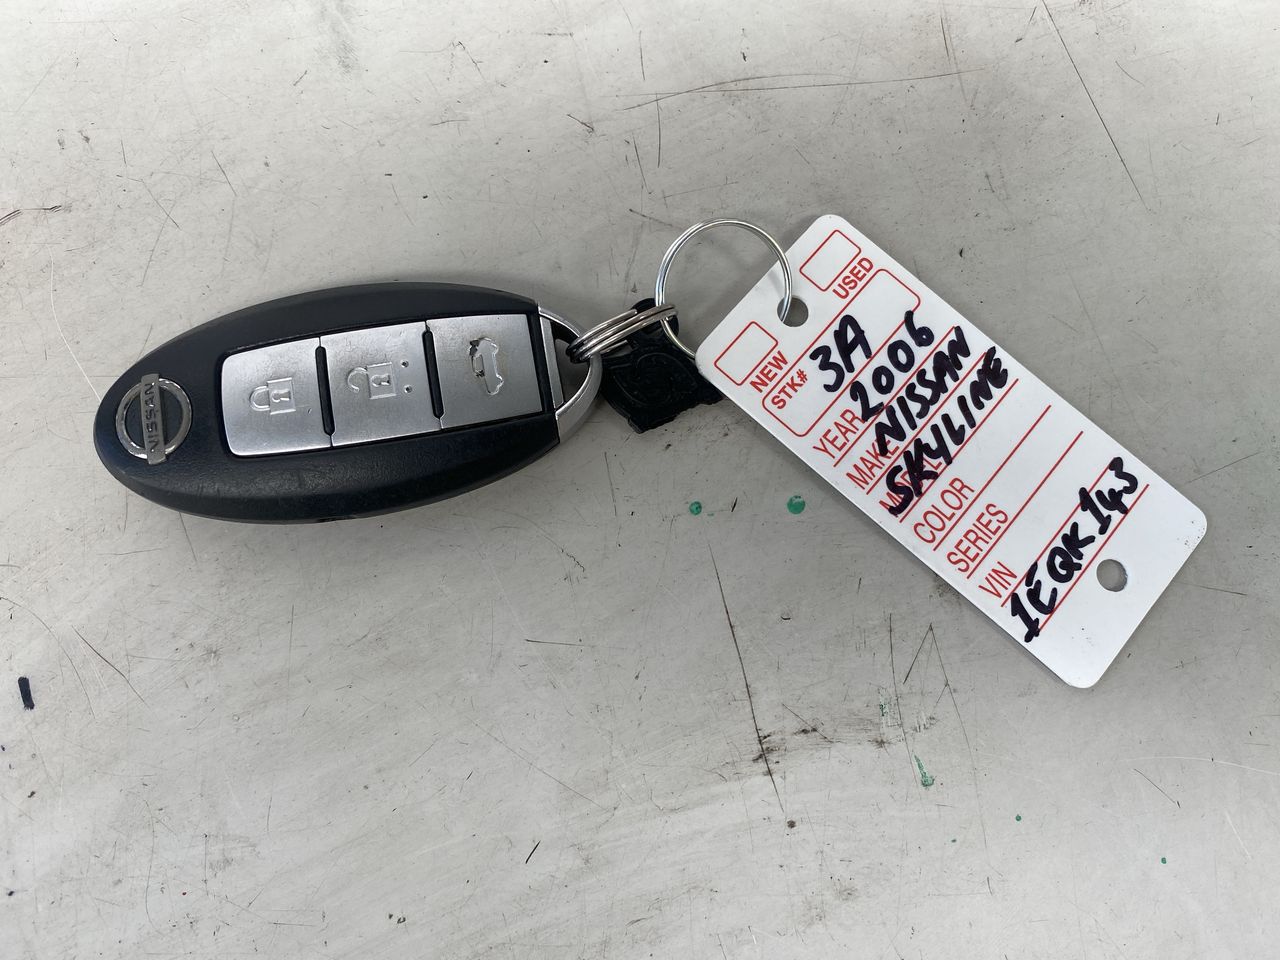 NISSAN
NEW USED
STK# 3A
YEAR 2006
MAKE NISSAN
MODEL SKYLINE
COLOR
SERIES
VIN 1EQK143